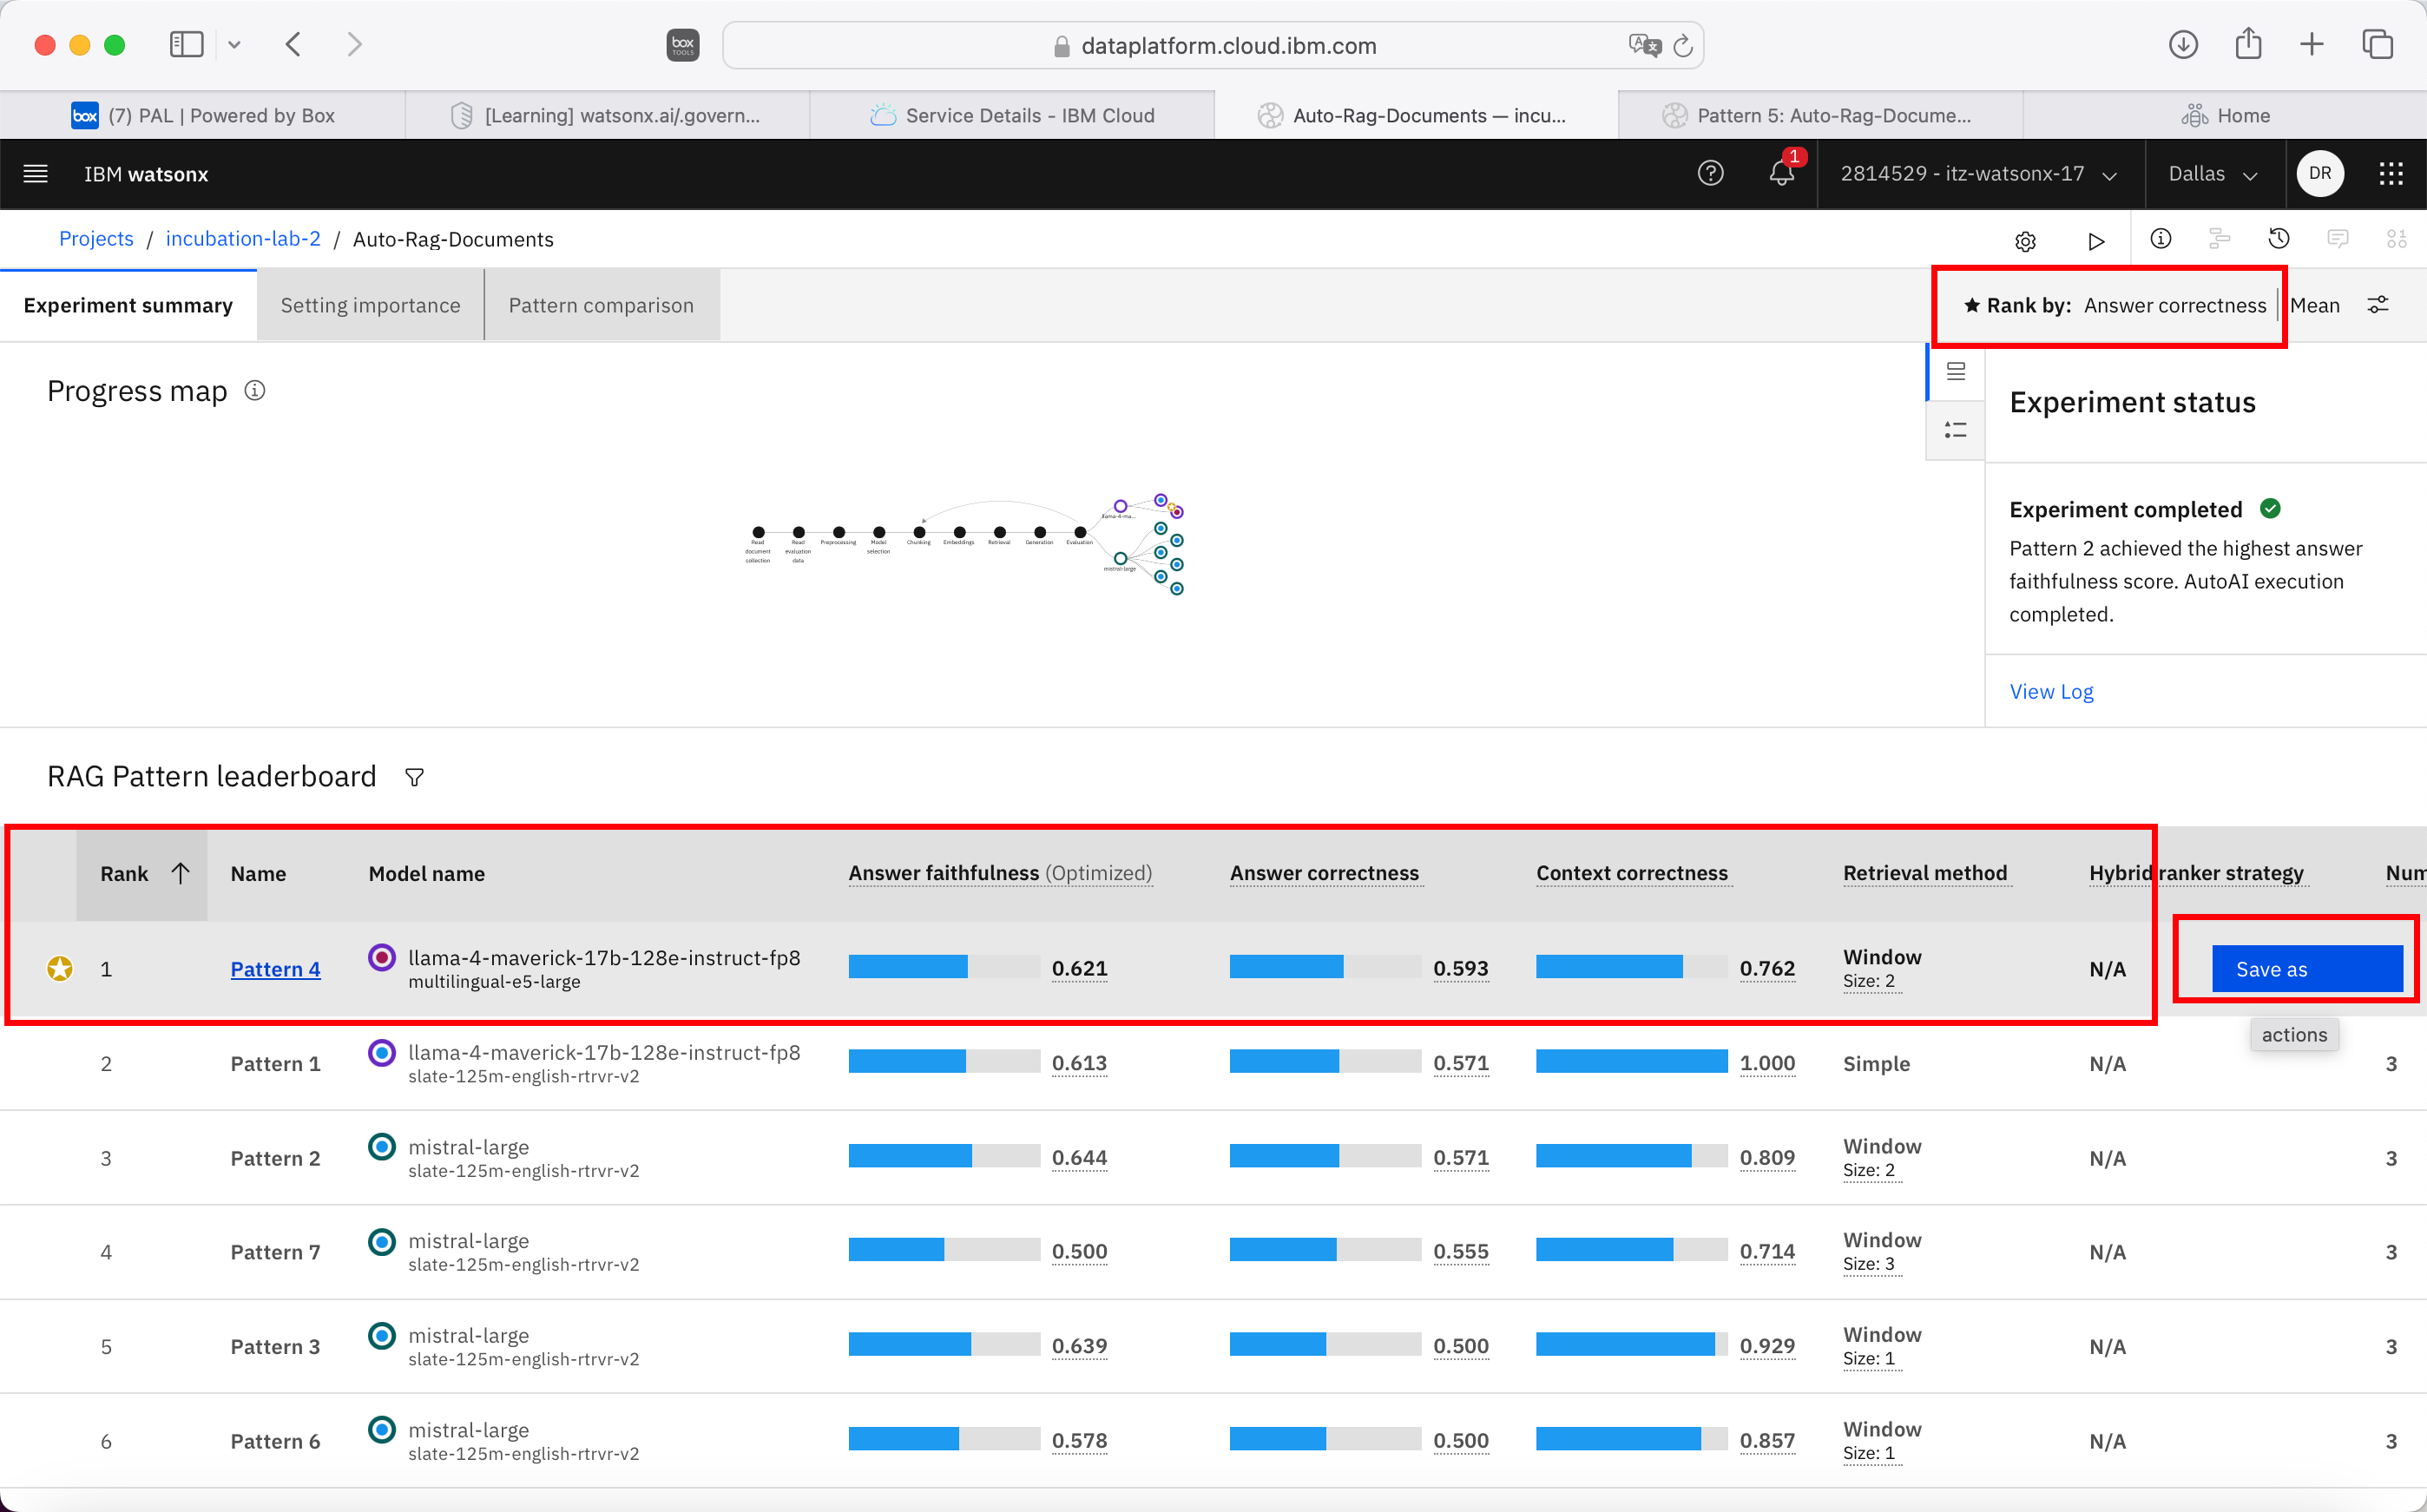 box TOOLS
dataplatform.cloud.ibm.com
box (7) PAL | Powered by Box
[Learning] watsonx.ai/.govern...
Service Details - IBM Cloud
Auto-Rag-Documents — incu...
Pattern 5: Auto-Rag-Docume...
Home
IBM watsonx
1
2814529 - itz-watsonx-17
Dallas
DR
Projects / incubation-lab-2 / Auto-Rag-Documents
Experiment summary
Setting importance
Pattern comparison
★ Rank by: Answer correctness | Mean
Progress map
Read document collection
Read evaluation data
Preprocessing
Model selection
Chunking
Embeddings
Retrieval
Generation
Evaluation
llama-4-ma...
mistral-large
Experiment status
Experiment completed
Pattern 2 achieved the highest answer
faithfulness score. AutoAI execution
completed.
View Log
RAG Pattern leaderboard
Rank Name Model name Answer faithfulness (Optimized) Answer correctness Context correctness Retrieval method Hybrid ranker strategy Num
1 Pattern 4 llama-4-maverick-17b-128e-instruct-fp8 0.621 0.593 0.762 Window N/A Save as
multilingual-e5-large Size: 2
actions
2 Pattern 1 llama-4-maverick-17b-128e-instruct-fp8 0.613 0.571 1.000 Simple N/A 3
slate-125m-english-rtrvr-v2
3 Pattern 2 mistral-large 0.644 0.571 0.809 Window N/A 3
slate-125m-english-rtrvr-v2 Size: 2
4 Pattern 7 mistral-large 0.500 0.555 0.714 Window N/A 3
slate-125m-english-rtrvr-v2 Size: 3
5 Pattern 3 mistral-large 0.639 0.500 0.929 Window N/A 3
slate-125m-english-rtrvr-v2 Size: 1
6 Pattern 6 mistral-large 0.578 0.500 0.857 Window N/A 3
slate-125m-english-rtrvr-v2 Size: 1